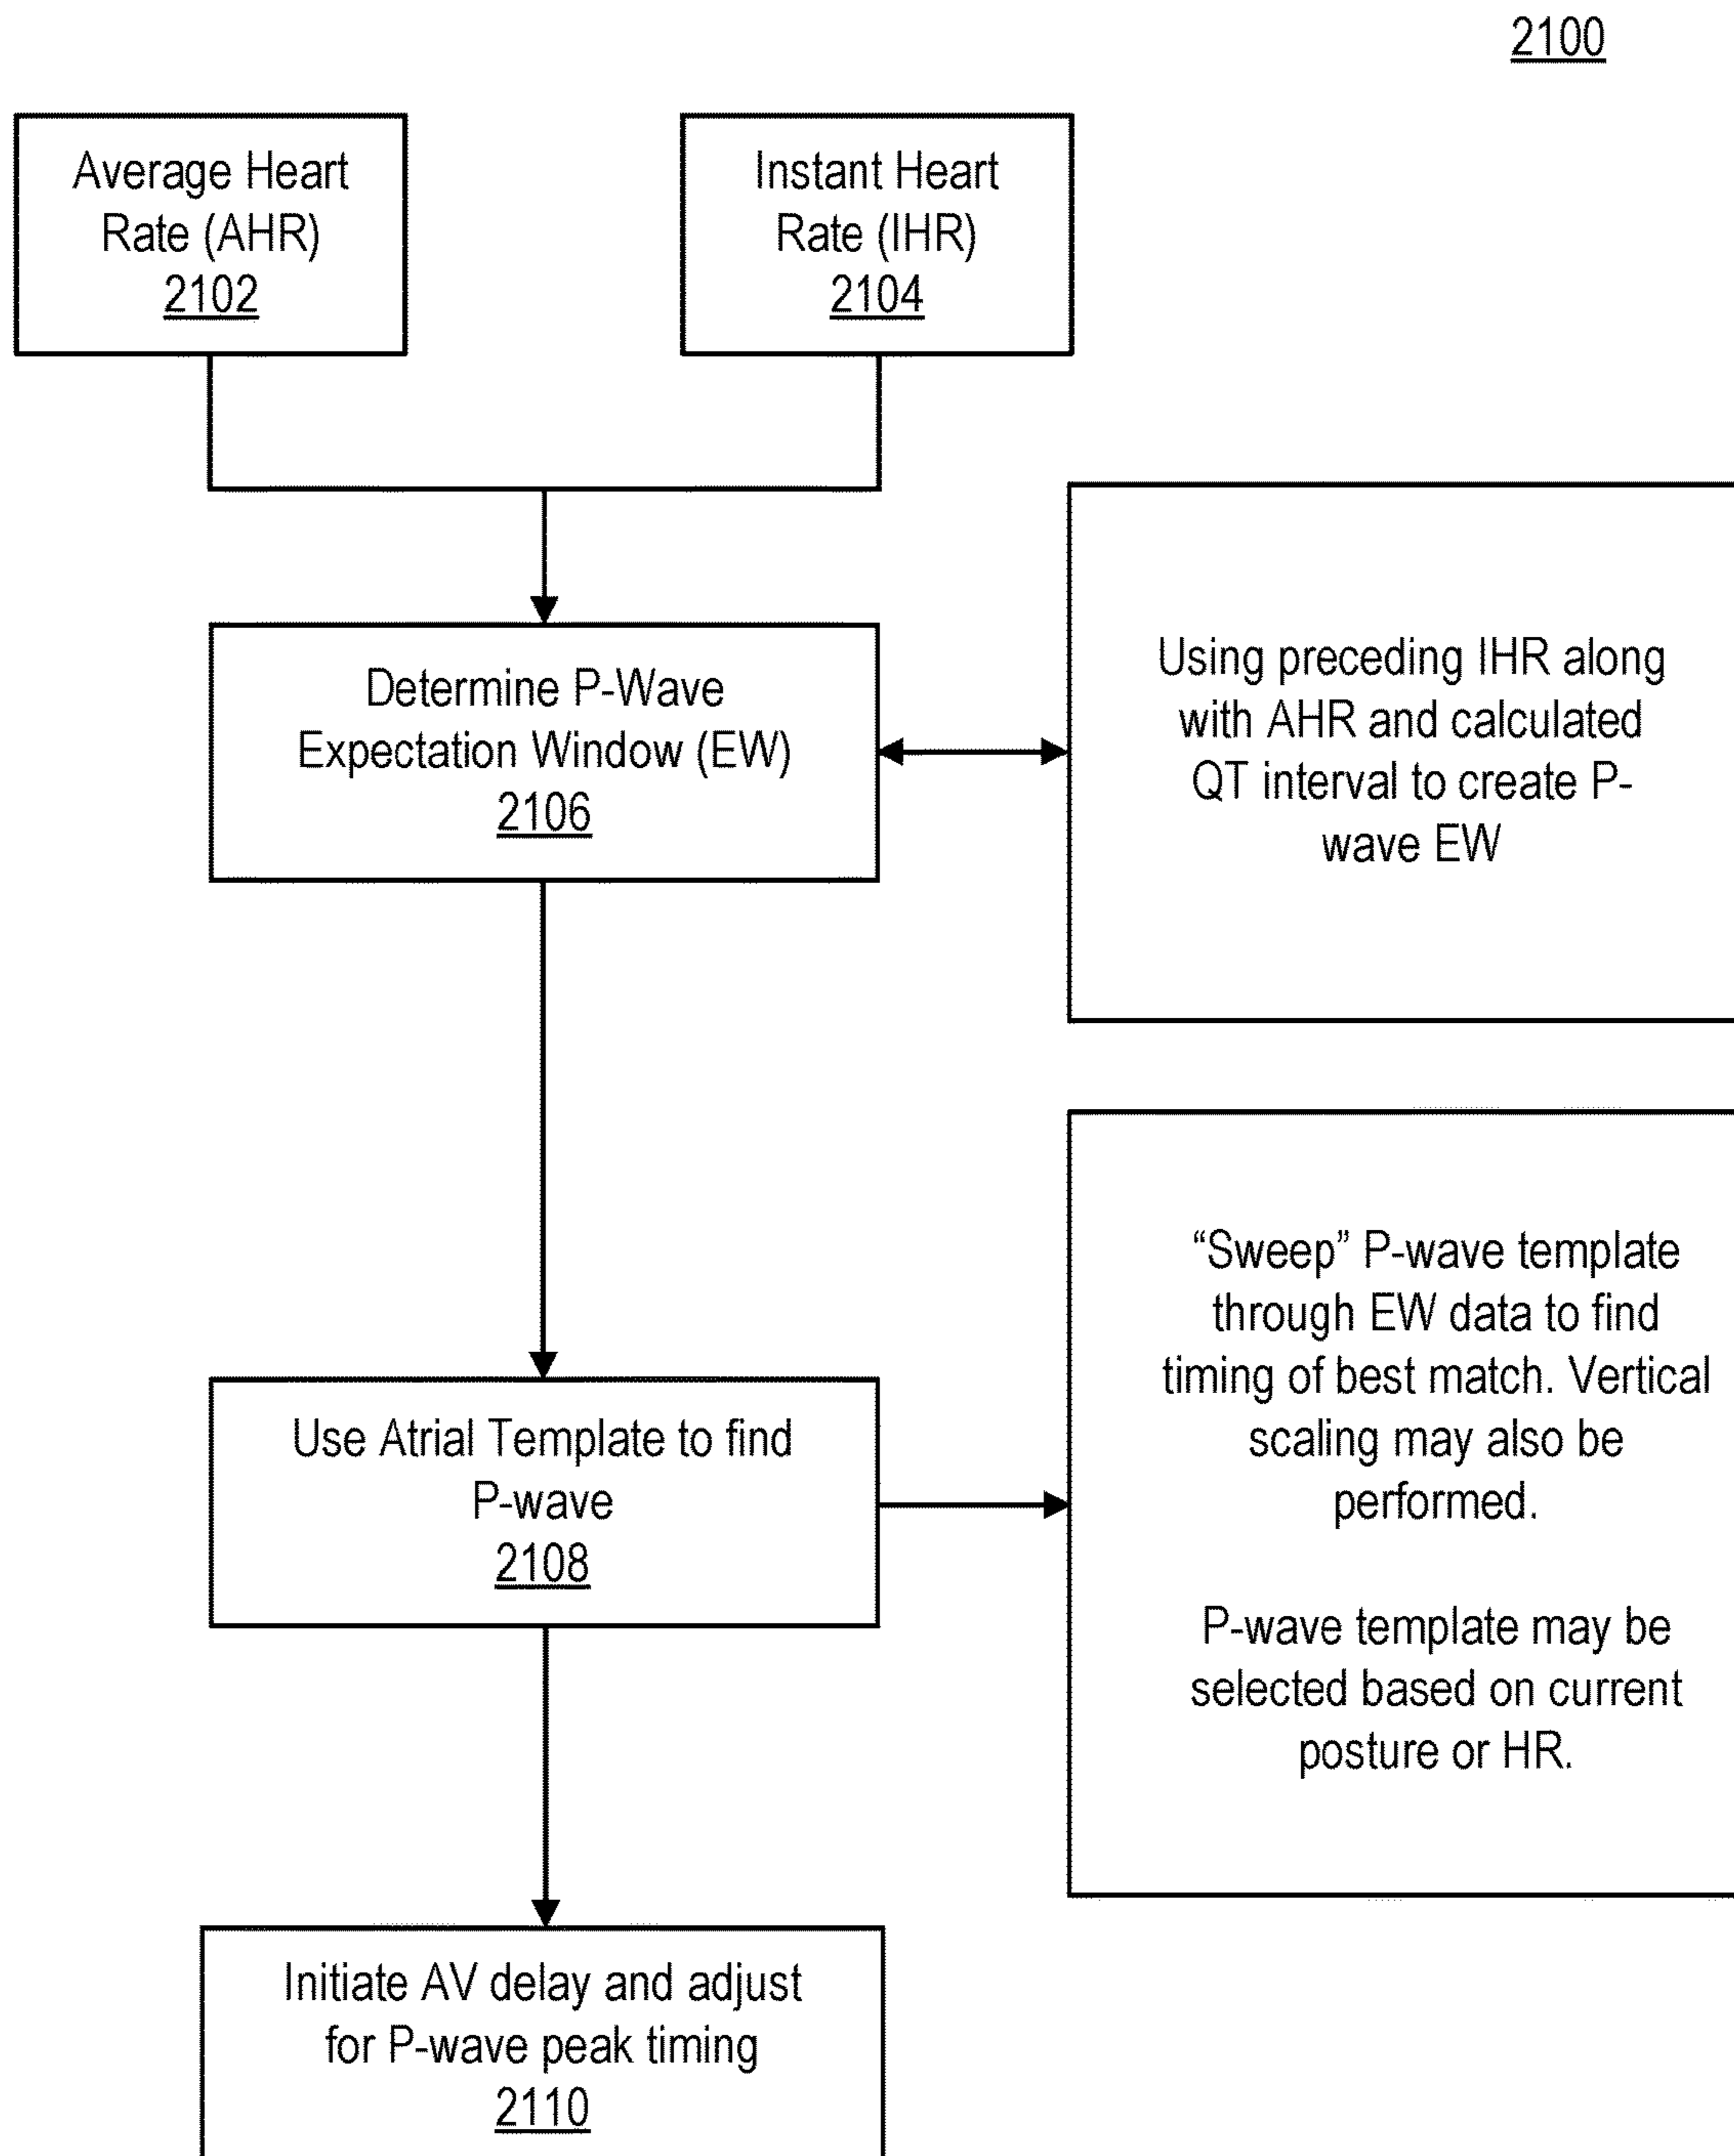 2100
Average Heart
Rate (AHR)
2102
Instant Heart
Rate (IHR)
2104
Determine P-Wave
Expectation Window (EW)
2106
Using preceding IHR along
with AHR and calculated
QT interval to create P-
wave EW
Use Atrial Template to find
P-wave
2108
“Sweep” P-wave template
through EW data to find
timing of best match. Vertical
scaling may also be
performed.
P-wave template may be
selected based on current
posture or HR.
Initiate AV delay and adjust
for P-wave peak timing
2110